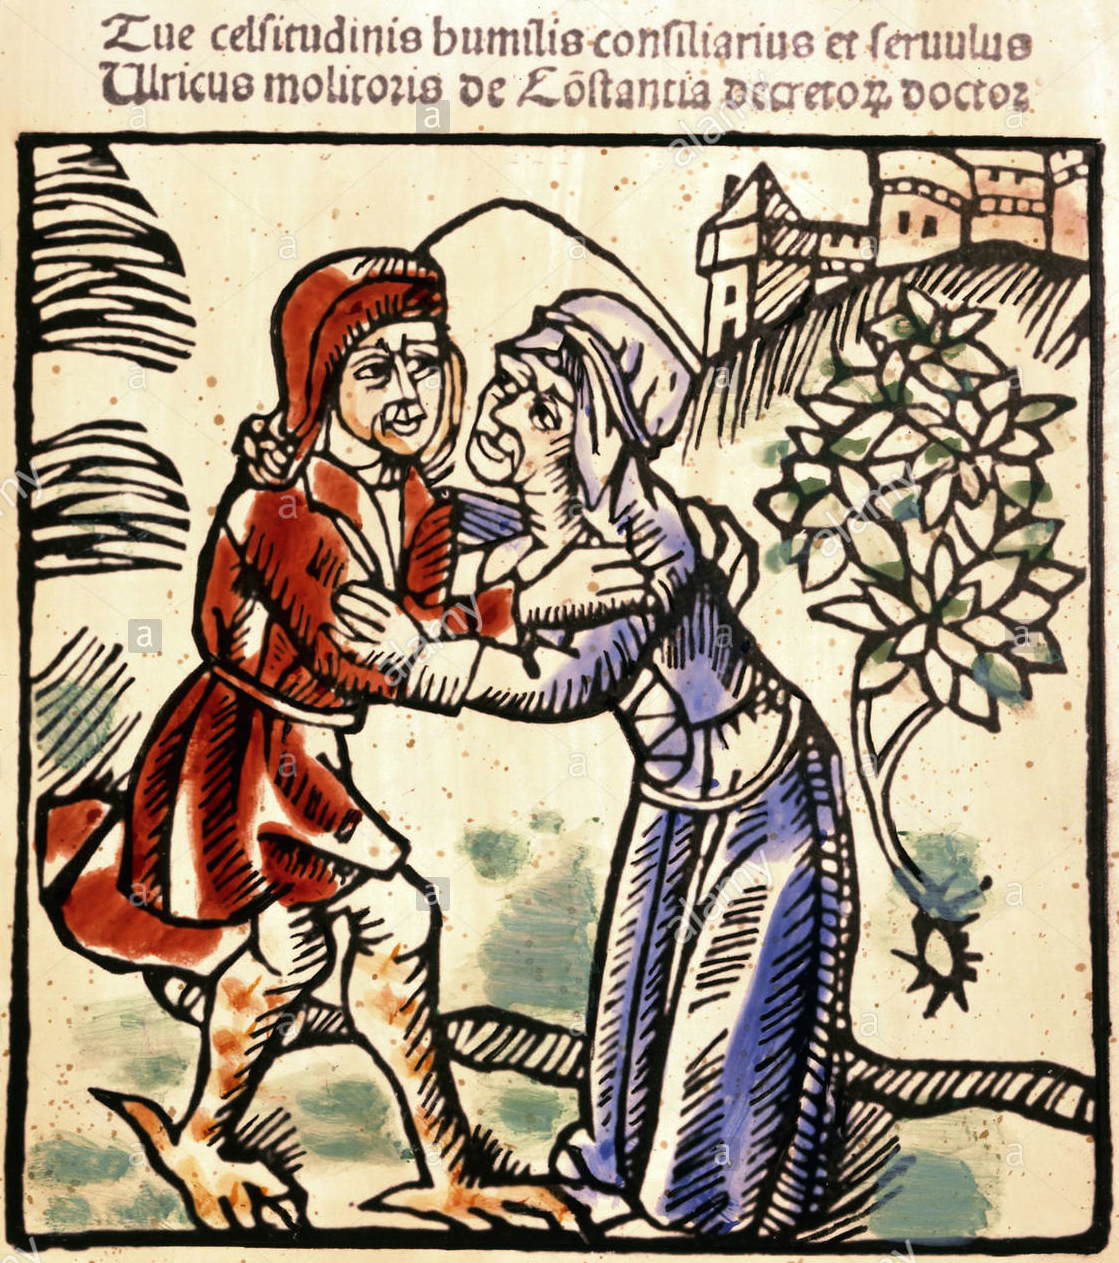 Tue celsitudinis humilis consiliarius et seruulus
Ulricus molitoris de Cōstantia decretoꝝ doctor